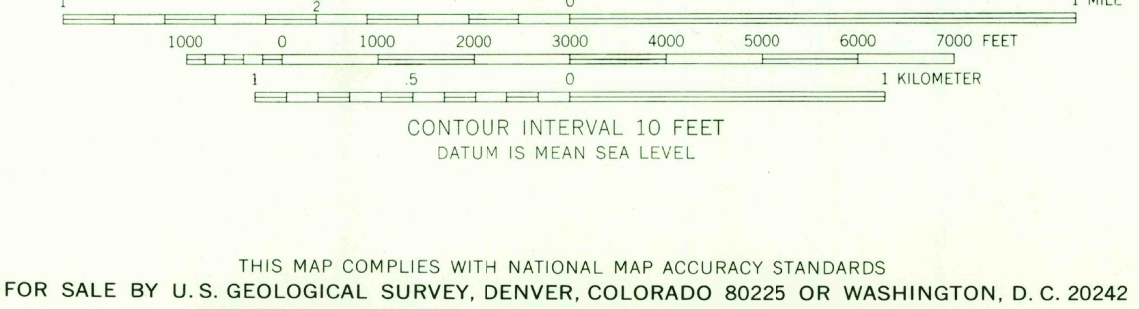 1 2 0 1 MILE
1000 0 1000 2000 3000 4000 5000 6000 7000 FEET
1 .5 0 1 KILOMETER
CONTOUR INTERVAL 10 FEET
DATUM IS MEAN SEA LEVEL
THIS MAP COMPLIES WITH NATIONAL MAP ACCURACY STANDARDS
FOR SALE BY U. S. GEOLOGICAL SURVEY, DENVER, COLORADO 80225 OR WASHINGTON, D. C. 20242